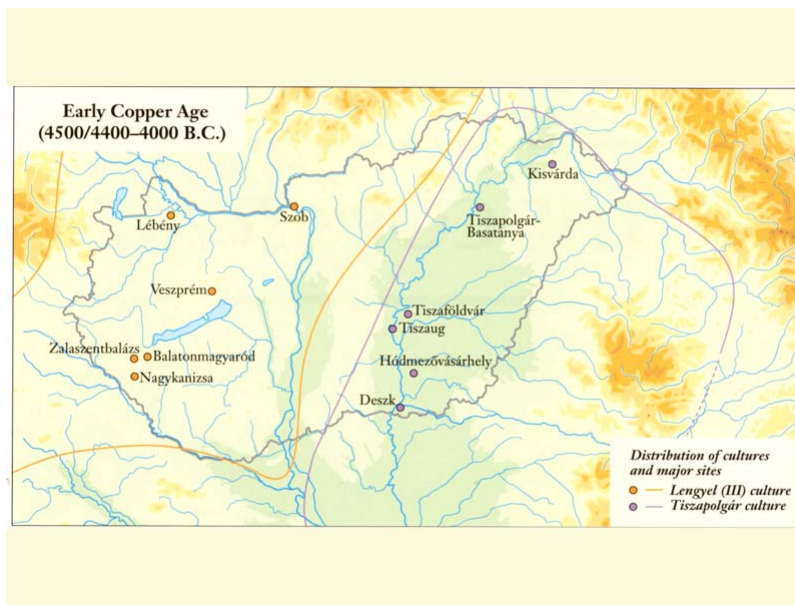 Early Copper Age
(4500/4400–4000 B.C.)
Kisvárda
Lébény
Szob
Tiszapolgár-
Basatanya
Veszprém
Tiszaföldvár
Tiszaug
Zalaszentbalázs
Balatonmagyaród
Nagykanizsa
Hódmezővásárhely
Deszk
Distribution of cultures
and major sites
Lengyel (III) culture
Tiszapolgár culture